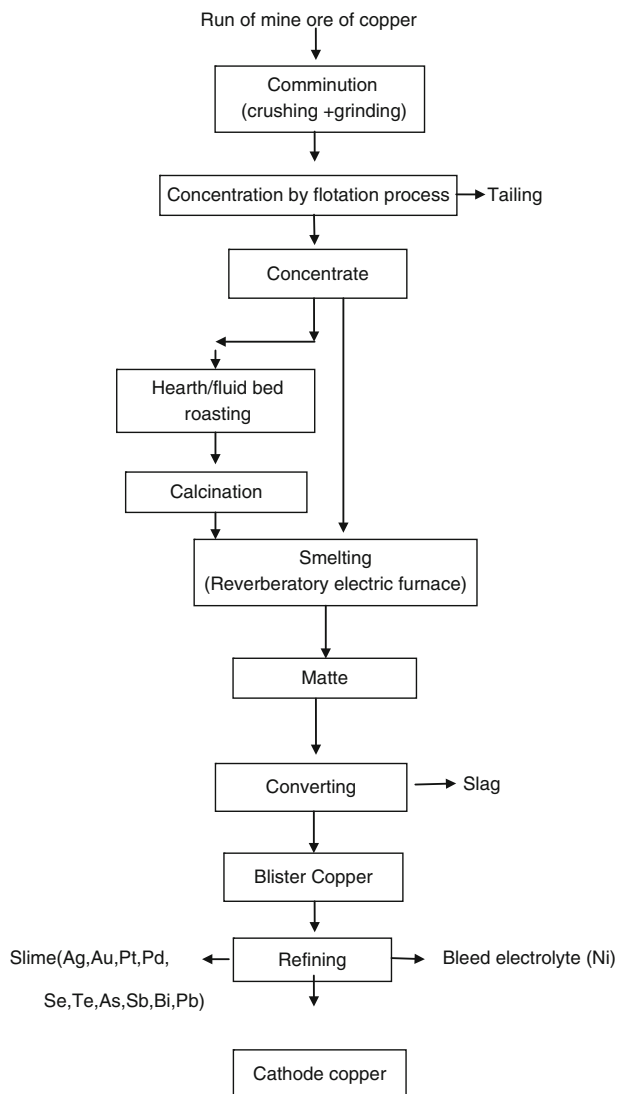 Run of mine ore of copper
Comminution
(crushing +grinding)
Concentration by flotation process
Tailing
Concentrate
Hearth/fluid bed
roasting
Calcination
Smelting
(Reverberatory electric furnace)
Matte
Converting
Slag
Blister Copper
Slime(Ag,Au,Pt,Pd,
Se,Te,As,Sb,Bi,Pb)
Refining
Bleed electrolyte (Ni)
Cathode copper